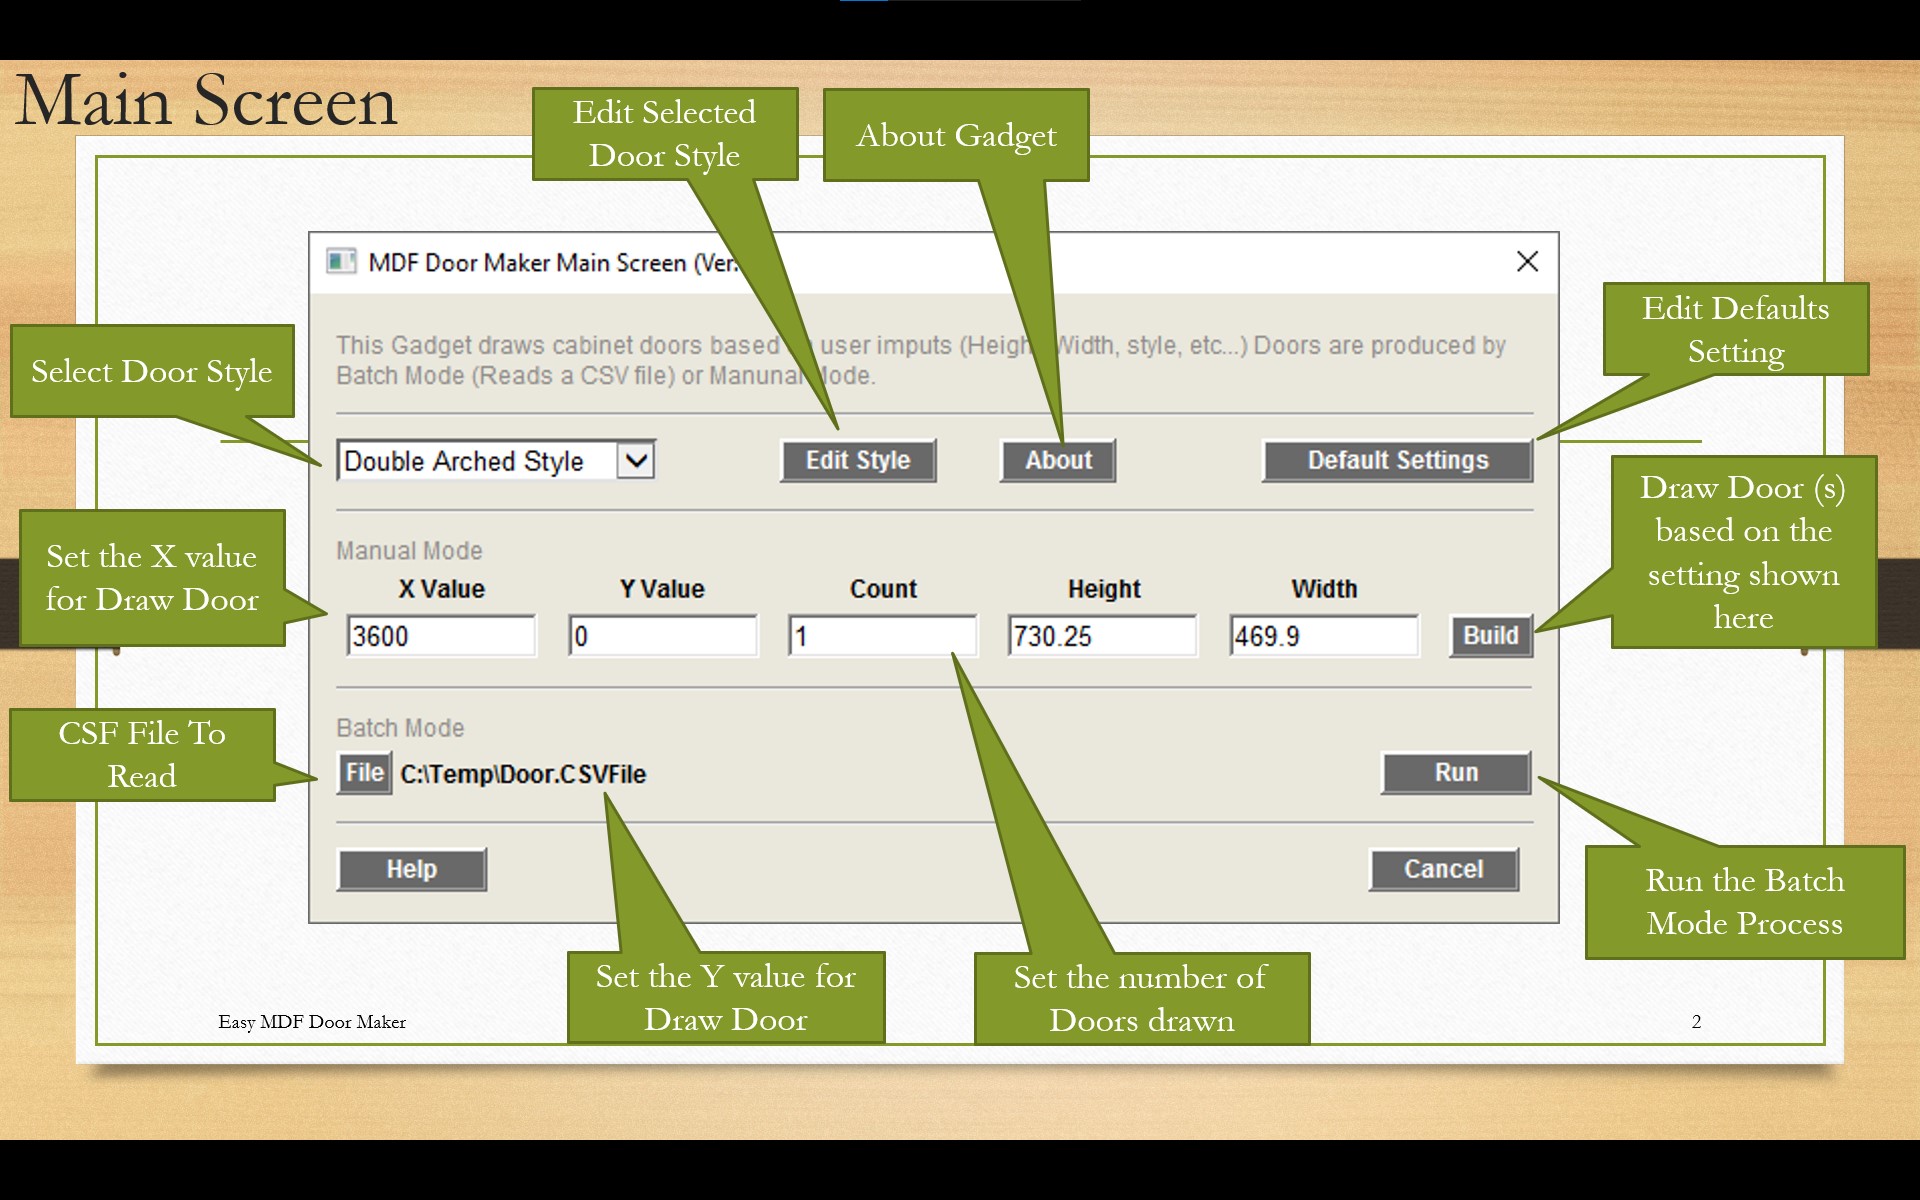 Main Screen
Edit Selected
Door Style
About Gadget
MDF Door Maker Main Screen (Ver.
Edit Defaults
Setting
Select Door Style
This Gadget draws cabinet doors based user imputs (Heigh Width, style, etc...) Doors are produced by
Batch Mode (Reads a CSV file) or Manunal Mode.
Double Arched Style
Edit Style
About
Default Settings
Draw Door (s)
based on the
setting shown
here
Set the X value
for Draw Door
Manual Mode
X Value
Y Value
Count
Height
Width
3600
0
1
730.25
469.9
Build
CSF File To
Read
Batch Mode
File
C:\Temp\Door.CSVFile
Run
Help
Cancel
Run the Batch
Mode Process
Set the Y value for
Draw Door
Set the number of
Doors drawn
Easy MDF Door Maker
2